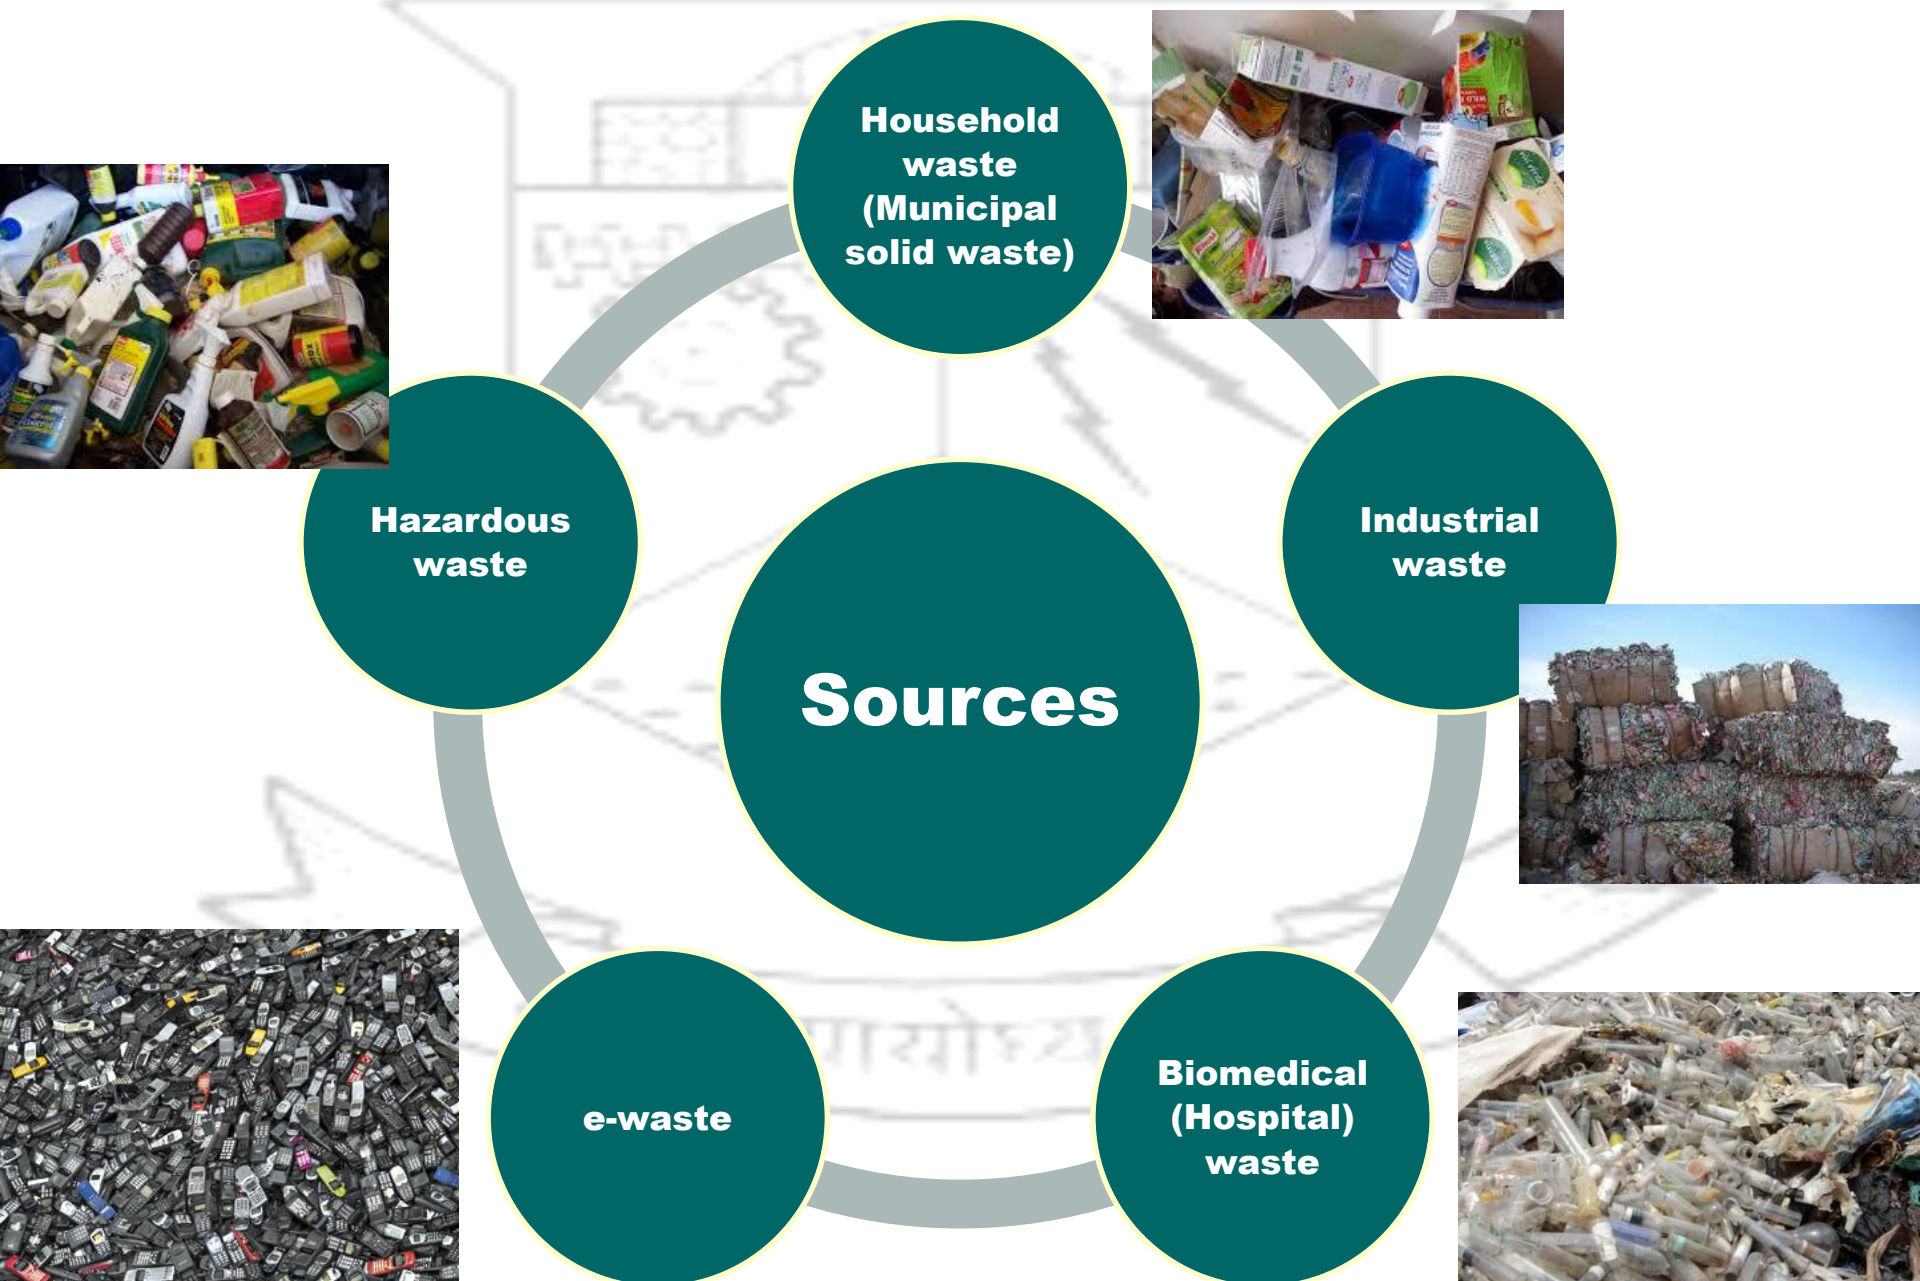 Household
waste
(Municipal
solid waste)
Hazardous
waste
Industrial
waste
Sources
e-waste
Biomedical
(Hospital)
waste